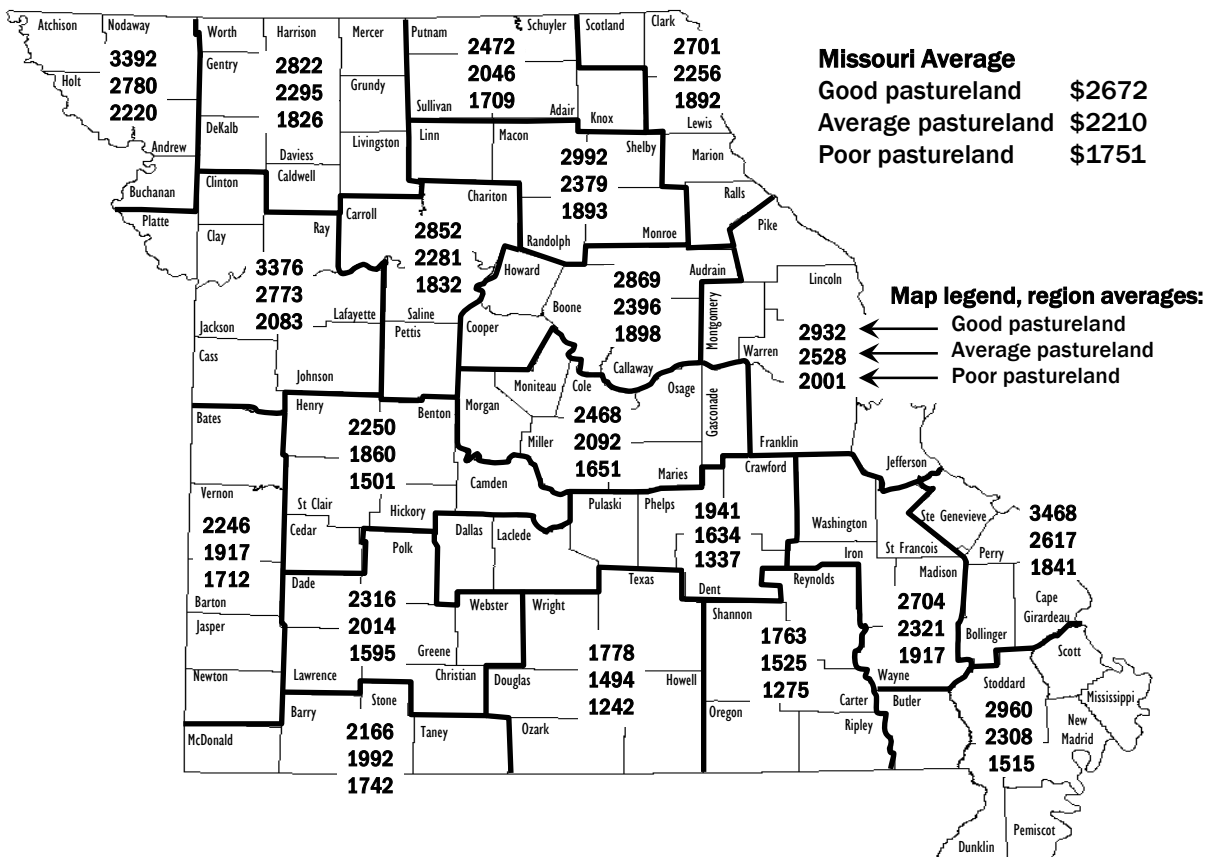 Missouri Average
Good pastureland $2672
Average pastureland $2210
Poor pastureland $1751
Map legend, region averages:
Good pastureland
Average pastureland
Poor pastureland
Atchison
Nodaway
Holt
Andrew
Buchanan
3392
2780
2220
Worth
Harrison
Mercer
Gentry
Grundy
DeKalb
Daviess
Livingston
Caldwell
2822
2295
1826
Putnam
Schuyler
Sullivan
Adair
2472
2046
1709
Scotland
Clark
Knox
Lewis
Marion
Ralls
2701
2256
1892
Linn
Macon
Shelby
Randolph
Monroe
2992
2379
1893
Clinton
Platte
Clay
Ray
Jackson
Lafayette
Cass
Johnson
3376
2773
2083
Carroll
Chariton
Saline
Pettis
2852
2281
1832
Howard
Boone
Audrain
Cooper
Callaway
2869
2396
1898
Pike
Lincoln
Montgomery
Warren
Franklin
Jefferson
2932
2528
2001
Morgan
Moniteau
Cole
Osage
Gasconade
Miller
Maries
2468
2092
1651
Henry
Benton
St Clair
Hickory
Cedar
Camden
2250
1860
1501
Bates
Vernon
Barton
Jasper
Newton
2246
1917
1712
Dallas
Laclede
Pulaski
Phelps
Crawford
Dent
1941
1634
1337
Washington
Iron
St Francois
Madison
Wayne
2704
2321
1917
Ste Genevieve
Perry
Cape
Girardeau
Bollinger
3468
2617
1841
Polk
Dade
Webster
Greene
Lawrence
Christian
2316
2014
1595
Wright
Texas
Douglas
Howell
Ozark
1778
1494
1242
Reynolds
Shannon
Carter
Oregon
Ripley
1763
1525
1275
McDonald
Barry
Stone
Taney
2166
1992
1742
Butler
Stoddard
Scott
Mississippi
New
Madrid
Dunklin
Pemiscot
2960
2308
1515